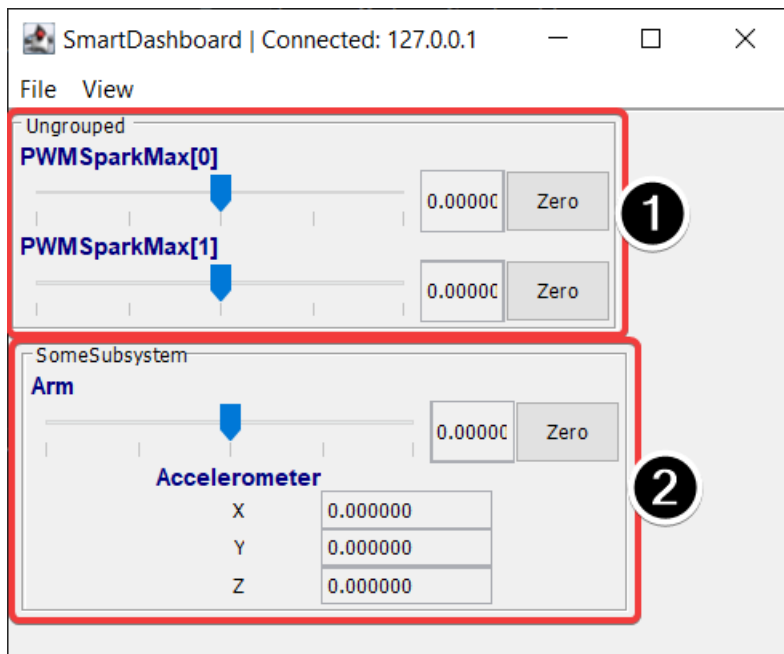 SmartDashboard | Connected: 127.0.0.1
File View
Ungrouped
PWMSparkMax[0]
0.00000 Zero
1
PWMSparkMax[1]
0.00000 Zero
SomeSubsystem
Arm
0.00000 Zero
Accelerometer
2
X 0.000000
Y 0.000000
Z 0.000000